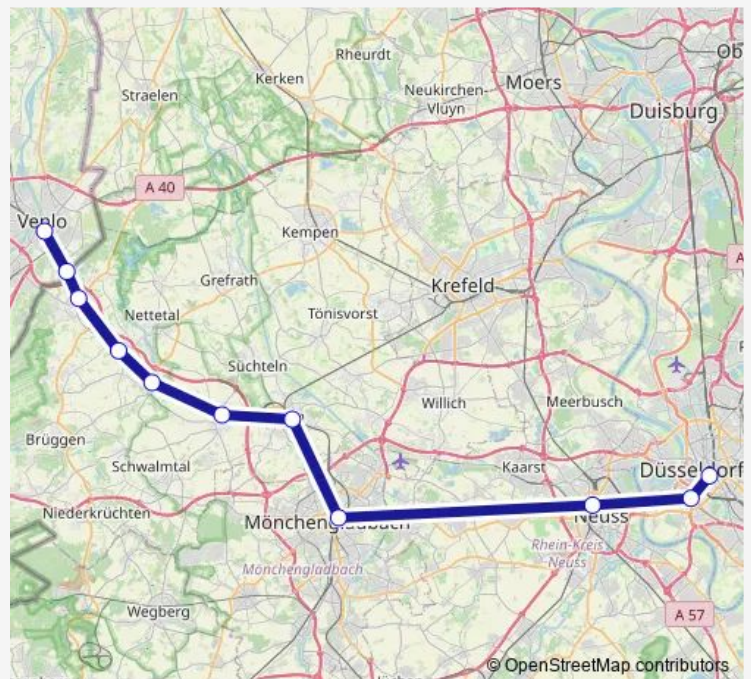 Rheurdt
Ob
Kerken
Moers
Neukirchen-
Vluyn
Straelen
Duisburg
A 40
Venlo
Kempen
A
Grefrath
Krefeld
Nettetal
Tönisvorst
Süchteln
Willich
Meerbusch
Brüggen
Schwalmtal
Kaarst
Düsseldorf
Niederkrüchten
Mönchengladbach
Neuss
Rhein-Kreis
Neuss
Mönchengladbach
Wegberg
A 57
© OpenStreetMap contributors